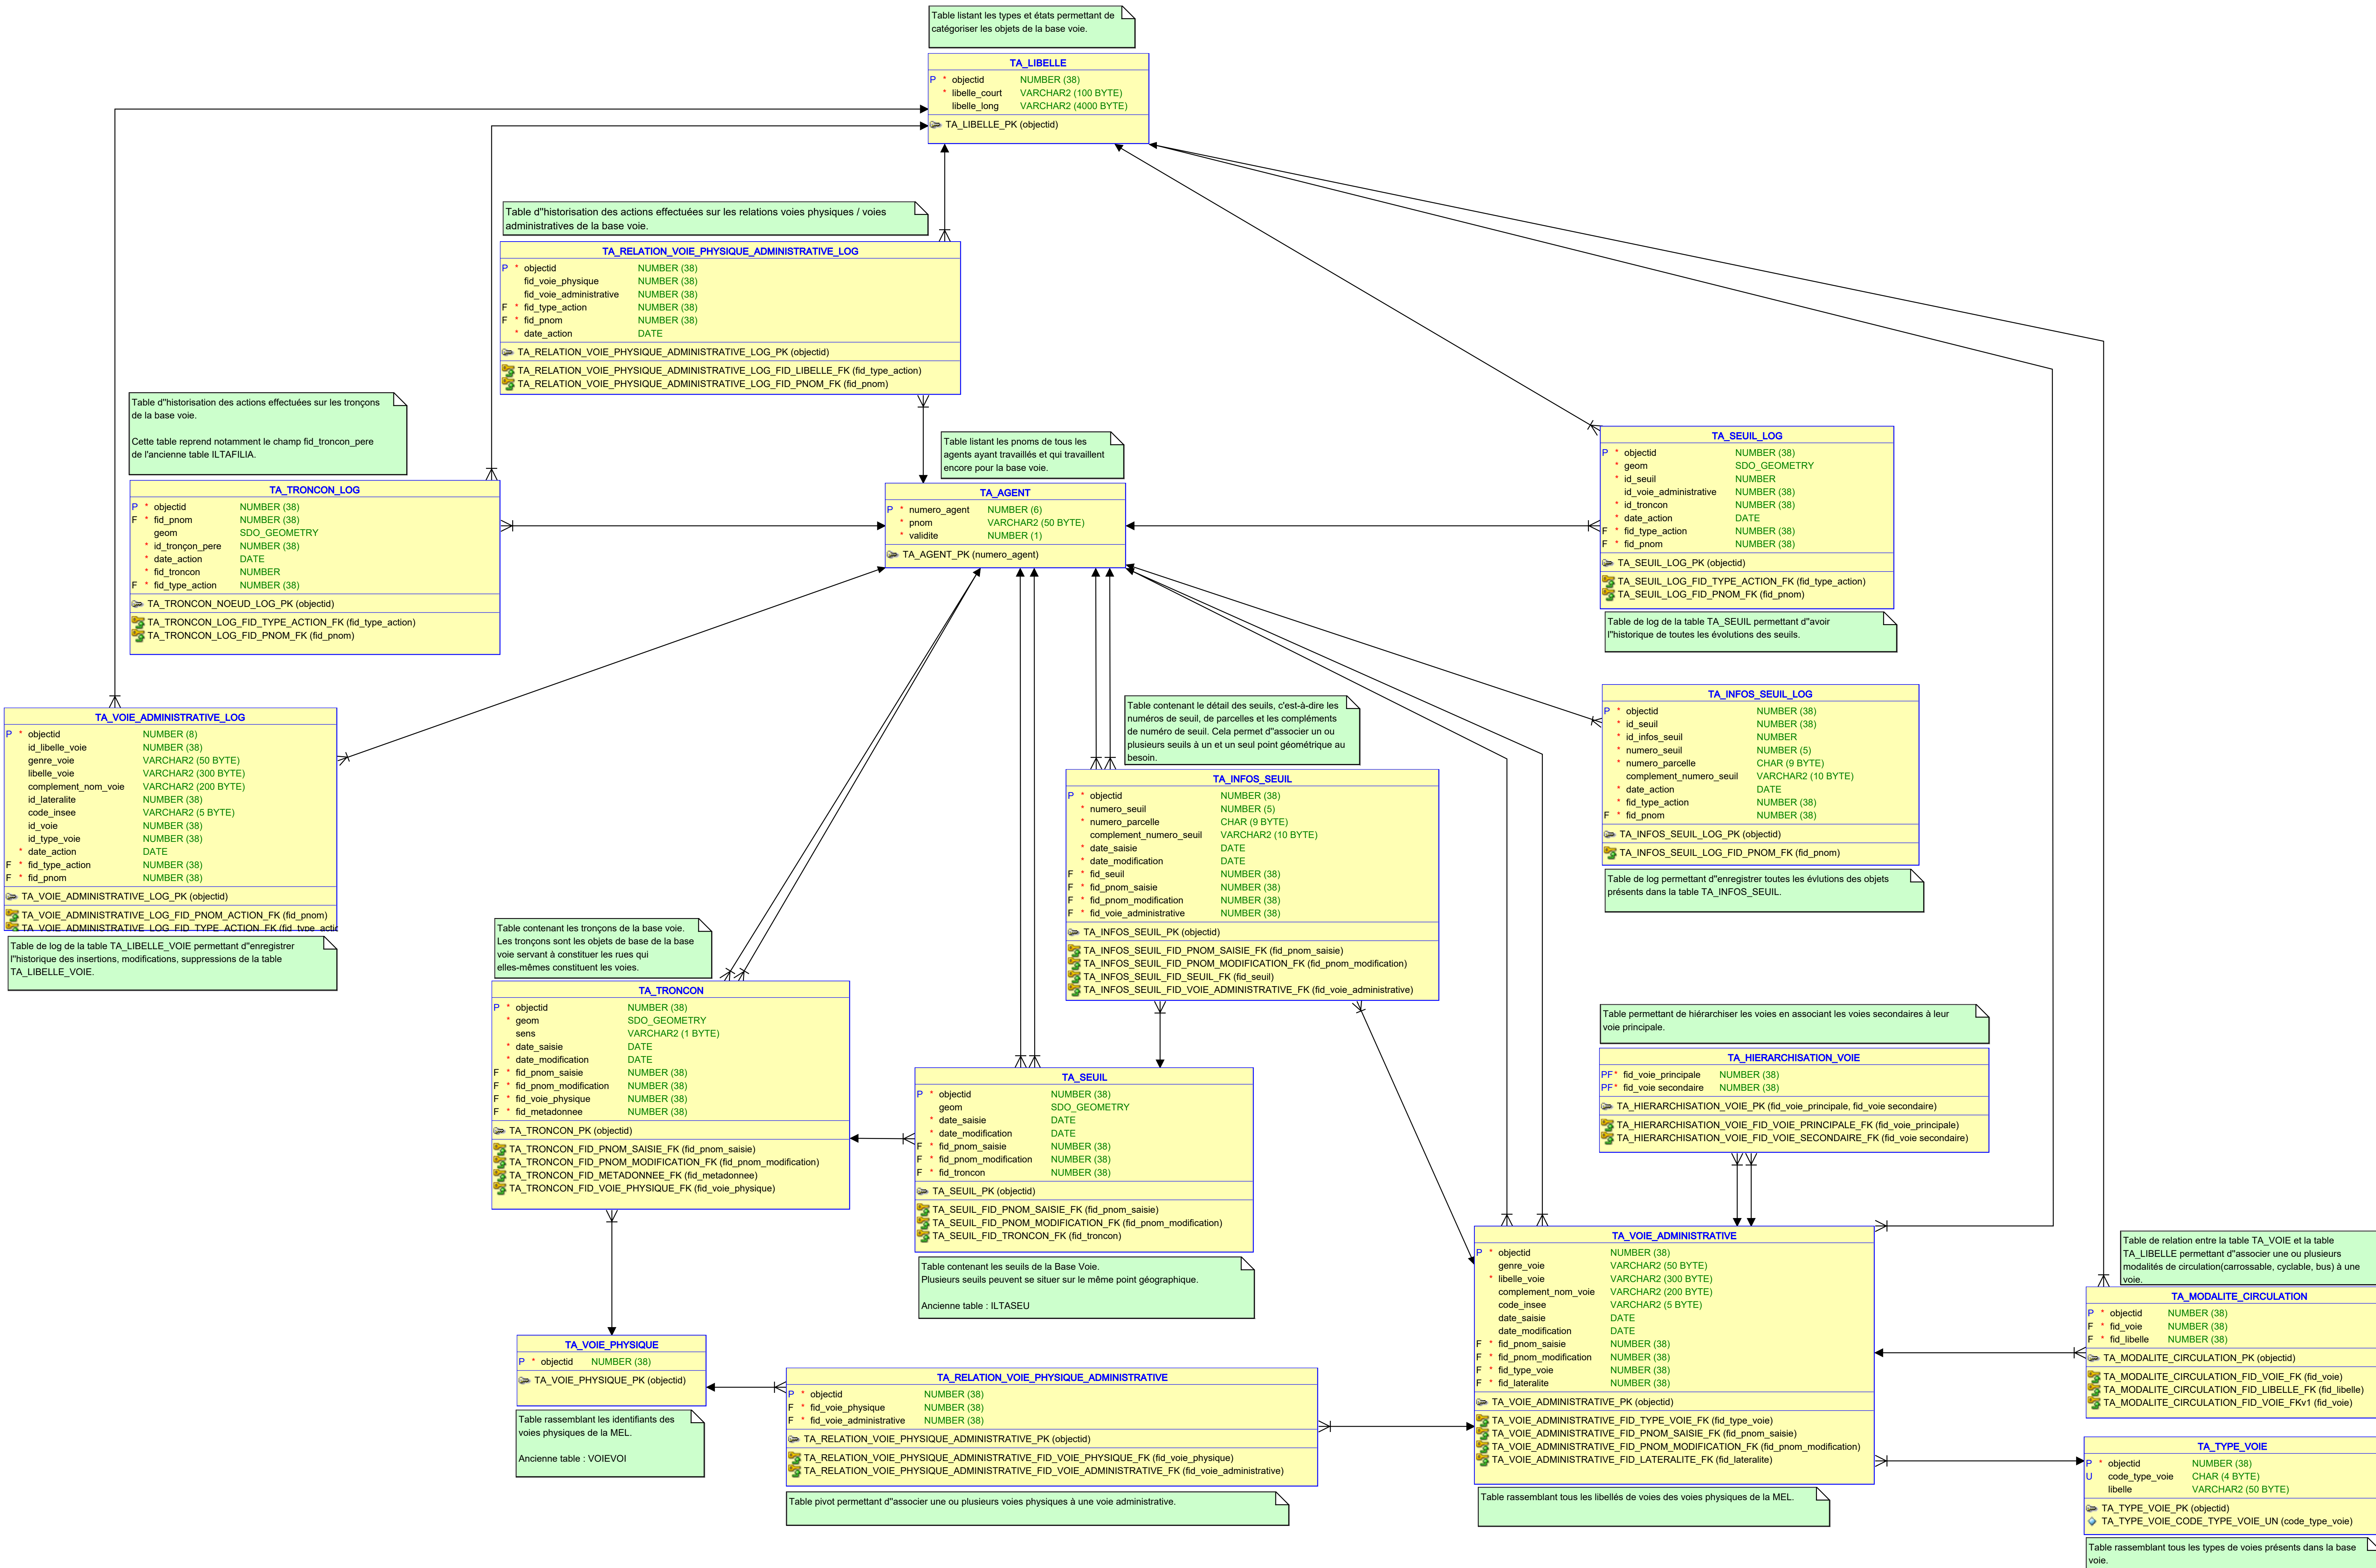 Table listant les types et états permettant de
catégoriser les objets de la base voie.
TA_LIBELLE
P * objectid NUMBER (38)
* libelle_court VARCHAR2 (100 BYTE)
libelle_long VARCHAR2 (4000 BYTE)
TA_LIBELLE_PK (objectid)
Table d''historisation des actions effectuées sur les relations voies physiques / voies
administratives de la base voie.
TA_RELATION_VOIE_PHYSIQUE_ADMINISTRATIVE_LOG
P * objectid NUMBER (38)
fid_voie_physique NUMBER (38)
fid_voie_administrative NUMBER (38)
F * fid_type_action NUMBER (38)
F * fid_pnom NUMBER (38)
* date_action DATE
TA_RELATION_VOIE_PHYSIQUE_ADMINISTRATIVE_LOG_PK (objectid)
TA_RELATION_VOIE_PHYSIQUE_ADMINISTRATIVE_LOG_FID_LIBELLE_FK (fid_type_action)
TA_RELATION_VOIE_PHYSIQUE_ADMINISTRATIVE_LOG_FID_PNOM_FK (fid_pnom)
Table d''historisation des actions effectuées sur les tronçons
de la base voie.
Cette table reprend notamment le champ fid_troncon_pere
de l'ancienne table ILTAFILIA.
TA_TRONCON_LOG
P * objectid NUMBER (38)
F * fid_pnom NUMBER (38)
geom SDO_GEOMETRY
* id_tronçon_pere NUMBER (38)
* date_action DATE
* fid_troncon NUMBER
F * fid_type_action NUMBER (38)
TA_TRONCON_NOEUD_LOG_PK (objectid)
TA_TRONCON_LOG_FID_TYPE_ACTION_FK (fid_type_action)
TA_TRONCON_LOG_FID_PNOM_FK (fid_pnom)
Table listant les pnoms de tous les
agents ayant travaillés et qui travaillent
encore pour la base voie.
TA_AGENT
P * numero_agent NUMBER (6)
* pnom VARCHAR2 (50 BYTE)
* validite NUMBER (1)
TA_AGENT_PK (numero_agent)
TA_SEUIL_LOG
P * objectid NUMBER (38)
* geom SDO_GEOMETRY
* id_seuil NUMBER
id_voie_administrative NUMBER (38)
* id_troncon NUMBER (38)
* date_action DATE
F * fid_type_action NUMBER (38)
F * fid_pnom NUMBER (38)
TA_SEUIL_LOG_PK (objectid)
TA_SEUIL_LOG_FID_TYPE_ACTION_FK (fid_type_action)
TA_SEUIL_LOG_FID_PNOM_FK (fid_pnom)
Table de log de la table TA_SEUIL permettant d''avoir
l''historique de toutes les évolutions des seuils.
TA_VOIE_ADMINISTRATIVE_LOG
P * objectid NUMBER (8)
id_libelle_voie NUMBER (38)
genre_voie VARCHAR2 (50 BYTE)
libelle_voie VARCHAR2 (300 BYTE)
complement_nom_voie VARCHAR2 (200 BYTE)
id_lateralite NUMBER (38)
code_insee VARCHAR2 (5 BYTE)
id_voie NUMBER (38)
id_type_voie NUMBER (38)
* date_action DATE
F * fid_type_action NUMBER (38)
F * fid_pnom NUMBER (38)
TA_VOIE_ADMINISTRATIVE_LOG_PK (objectid)
TA_VOIE_ADMINISTRATIVE_LOG_FID_PNOM_ACTION_FK (fid_pnom)
TA_VOIE_ADMINISTRATIVE_LOG_FID_TYPE_ACTION_FK (fid_type_actic
Table de log de la table TA_LIBELLE_VOIE permettant d''enregistrer
l''historique des insertions, modifications, suppressions de la table
TA_LIBELLE_VOIE.
Table contenant le détail des seuils, c'est-à-dire les
numéros de seuil, de parcelles et les compléments
de numéro de seuil. Cela permet d''associer un ou
plusieurs seuils à un et un seul point géométrique au
besoin.
TA_INFOS_SEUIL
P * objectid NUMBER (38)
* numero_seuil NUMBER (5)
* numero_parcelle CHAR (9 BYTE)
complement_numero_seuil VARCHAR2 (10 BYTE)
* date_saisie DATE
* date_modification DATE
F * fid_seuil NUMBER (38)
F * fid_pnom_saisie NUMBER (38)
F * fid_pnom_modification NUMBER (38)
F * fid_voie_administrative NUMBER (38)
TA_INFOS_SEUIL_PK (objectid)
TA_INFOS_SEUIL_FID_PNOM_SAISIE_FK (fid_pnom_saisie)
TA_INFOS_SEUIL_FID_PNOM_MODIFICATION_FK (fid_pnom_modification)
TA_INFOS_SEUIL_FID_SEUIL_FK (fid_seuil)
TA_INFOS_SEUIL_FID_VOIE_ADMINISTRATIVE_FK (fid_voie_administrative)
TA_INFOS_SEUIL_LOG
P * objectid NUMBER (38)
* id_seuil NUMBER (38)
* id_infos_seuil NUMBER
* numero_seuil NUMBER (5)
* numero_parcelle CHAR (9 BYTE)
complement_numero_seuil VARCHAR2 (10 BYTE)
* date_action DATE
* fid_type_action NUMBER (38)
F * fid_pnom NUMBER (38)
TA_INFOS_SEUIL_LOG_PK (objectid)
TA_INFOS_SEUIL_LOG_FID_PNOM_FK (fid_pnom)
Table de log permettant d''enregistrer toutes les évlutions des objets
présents dans la table TA_INFOS_SEUIL.
Table contenant les tronçons de la base voie.
Les tronçons sont les objets de base de la base
voie servant à constituer les rues qui
elles-mêmes constituent les voies.
TA_TRONCON
P * objectid NUMBER (38)
* geom SDO_GEOMETRY
sens VARCHAR2 (1 BYTE)
* date_saisie DATE
* date_modification DATE
F * fid_pnom_saisie NUMBER (38)
F * fid_pnom_modification NUMBER (38)
F * fid_voie_physique NUMBER (38)
F * fid_metadonnee NUMBER (38)
TA_TRONCON_PK (objectid)
TA_TRONCON_FID_PNOM_SAISIE_FK (fid_pnom_saisie)
TA_TRONCON_FID_PNOM_MODIFICATION_FK (fid_pnom_modification)
TA_TRONCON_FID_METADONNEE_FK (fid_metadonnee)
TA_TRONCON_FID_VOIE_PHYSIQUE_FK (fid_voie_physique)
TA_SEUIL
P * objectid NUMBER (38)
geom SDO_GEOMETRY
* date_saisie DATE
* date_modification DATE
F * fid_pnom_saisie NUMBER (38)
F * fid_pnom_modification NUMBER (38)
F * fid_troncon NUMBER (38)
TA_SEUIL_PK (objectid)
TA_SEUIL_FID_PNOM_SAISIE_FK (fid_pnom_saisie)
TA_SEUIL_FID_PNOM_MODIFICATION_FK (fid_pnom_modification)
TA_SEUIL_FID_TRONCON_FK (fid_troncon)
Table contenant les seuils de la Base Voie.
Plusieurs seuils peuvent se situer sur le même point géographique.
Ancienne table : ILTASEU
Table permettant de hiérarchiser les voies en associant les voies secondaires à leur
voie principale.
TA_HIERARCHISATION_VOIE
PF* fid_voie_principale NUMBER (38)
PF* fid_voie secondaire NUMBER (38)
TA_HIERARCHISATION_VOIE_PK (fid_voie_principale, fid_voie secondaire)
TA_HIERARCHISATION_VOIE_FID_VOIE_PRINCIPALE_FK (fid_voie_principale)
TA_HIERARCHISATION_VOIE_FID_VOIE_SECONDAIRE_FK (fid_voie secondaire)
TA_VOIE_ADMINISTRATIVE
P * objectid NUMBER (38)
genre_voie VARCHAR2 (50 BYTE)
* libelle_voie VARCHAR2 (300 BYTE)
complement_nom_voie VARCHAR2 (200 BYTE)
code_insee VARCHAR2 (5 BYTE)
date_saisie DATE
date_modification DATE
F * fid_pnom_saisie NUMBER (38)
F * fid_pnom_modification NUMBER (38)
F * fid_type_voie NUMBER (38)
F * fid_lateralite NUMBER (38)
TA_VOIE_ADMINISTRATIVE_PK (objectid)
TA_VOIE_ADMINISTRATIVE_FID_TYPE_VOIE_FK (fid_type_voie)
TA_VOIE_ADMINISTRATIVE_FID_PNOM_SAISIE_FK (fid_pnom_saisie)
TA_VOIE_ADMINISTRATIVE_FID_PNOM_MODIFICATION_FK (fid_pnom_modification)
TA_VOIE_ADMINISTRATIVE_FID_LATERALITE_FK (fid_lateralite)
Table rassemblant tous les libellés de voies des voies physiques de la MEL.
Table de relation entre la table TA_VOIE et la table
TA_LIBELLE permettant d''associer une ou plusieurs
modalités de circulation(carrossable, cyclable, bus) à une
voie.
TA_MODALITE_CIRCULATION
P * objectid NUMBER (38)
F * fid_voie NUMBER (38)
F * fid_libelle NUMBER (38)
TA_MODALITE_CIRCULATION_PK (objectid)
TA_MODALITE_CIRCULATION_FID_VOIE_FK (fid_voie)
TA_MODALITE_CIRCULATION_FID_LIBELLE_FK (fid_libelle)
TA_MODALITE_CIRCULATION_FID_VOIE_FKv1 (fid_voie)
TA_VOIE_PHYSIQUE
P * objectid NUMBER (38)
TA_VOIE_PHYSIQUE_PK (objectid)
Table rassemblant les identifiants des
voies physiques de la MEL.
Ancienne table : VOIEVOI
TA_RELATION_VOIE_PHYSIQUE_ADMINISTRATIVE
P * objectid NUMBER (38)
F * fid_voie_physique NUMBER (38)
F * fid_voie_administrative NUMBER (38)
TA_RELATION_VOIE_PHYSIQUE_ADMINISTRATIVE_PK (objectid)
TA_RELATION_VOIE_PHYSIQUE_ADMINISTRATIVE_FID_VOIE_PHYSIQUE_FK (fid_voie_physique)
TA_RELATION_VOIE_PHYSIQUE_ADMINISTRATIVE_FID_VOIE_ADMINISTRATIVE_FK (fid_voie_administrative)
Table pivot permettant d''associer une ou plusieurs voies physiques à une voie administrative.
TA_TYPE_VOIE
P * objectid NUMBER (38)
U code_type_voie CHAR (4 BYTE)
libelle VARCHAR2 (50 BYTE)
TA_TYPE_VOIE_PK (objectid)
TA_TYPE_VOIE_CODE_TYPE_VOIE_UN (code_type_voie)
Table rassemblant tous les types de voies présents dans la base
voie.